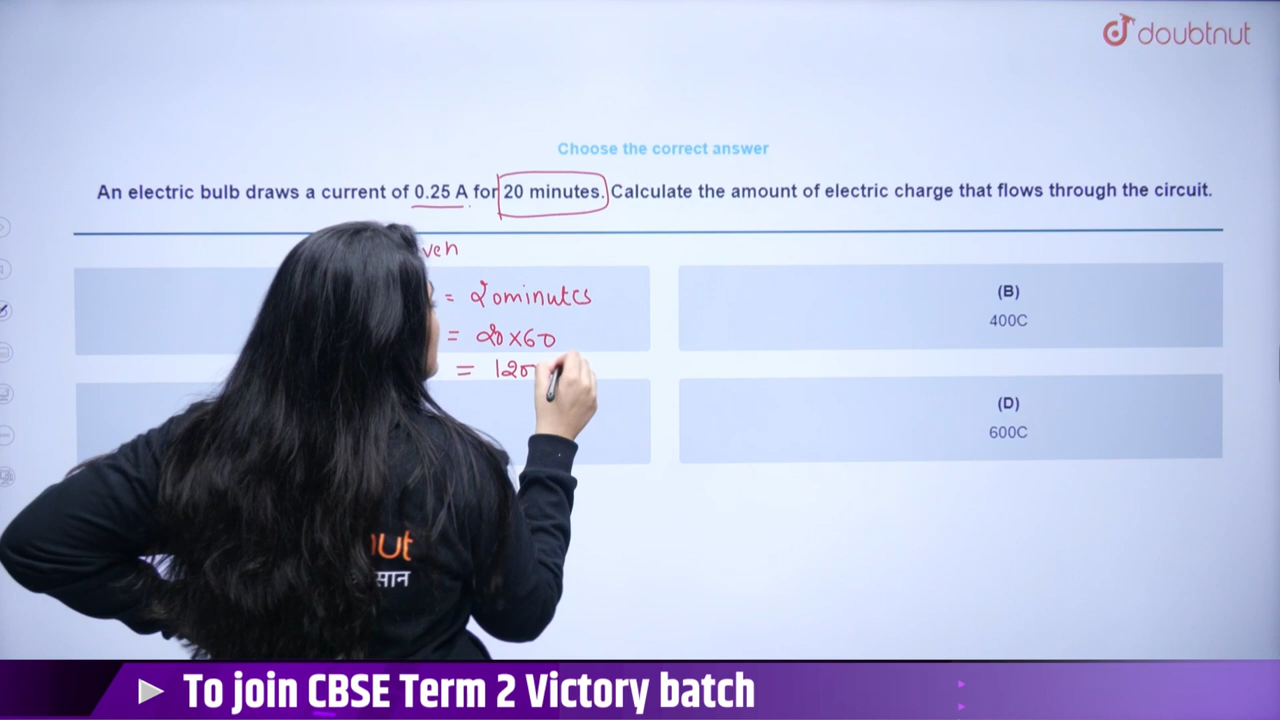 doubtnut
Choose the correct answer
An electric bulb draws a current of 0.25 A for 20 minutes. Calculate the amount of electric charge that flows through the circuit.
ven
= 20minutes
(B)
400C
= 20×60
= 120
(D)
600C
nut
सान
To join CBSE Term 2 Victory batch